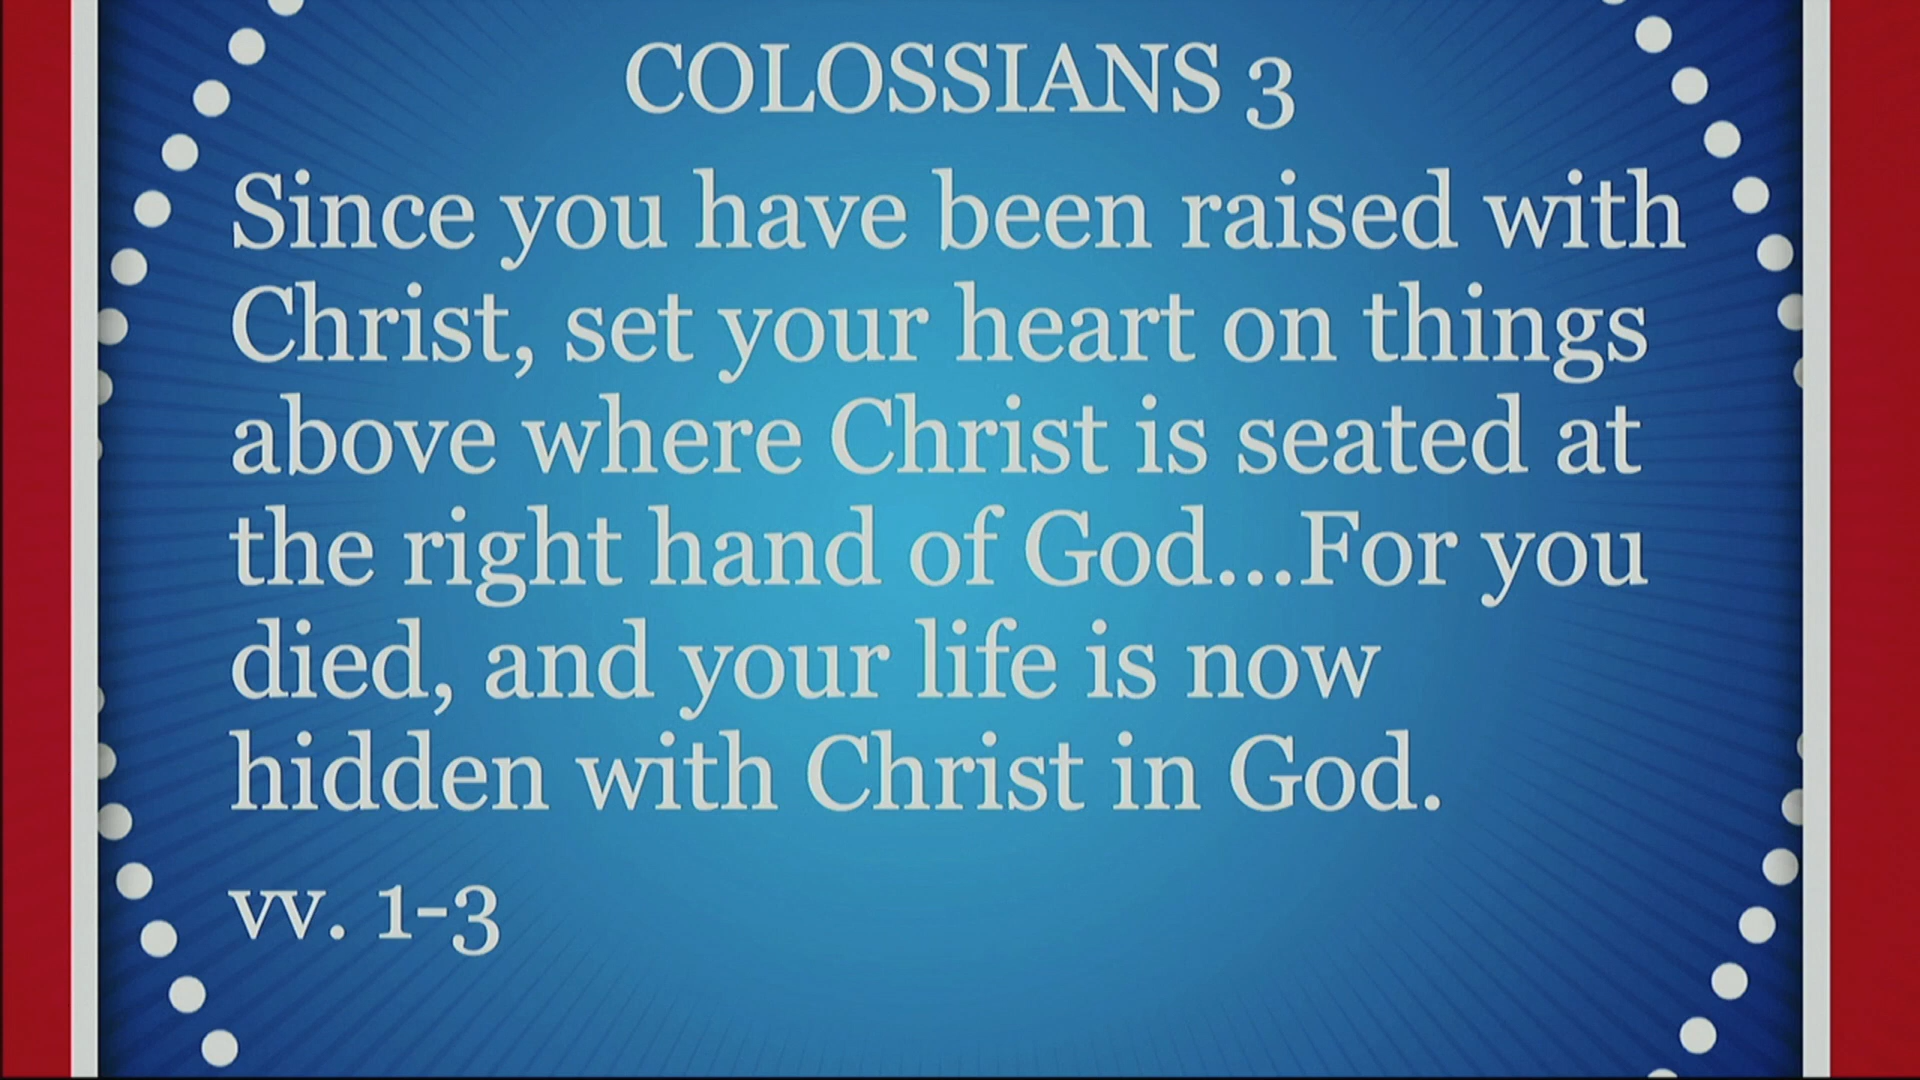 COLOSSIANS 3
Since you have been raised with
Christ, set your heart on things
above where Christ is seated at
the right hand of God...For you
died, and your life is now
hidden with Christ in God.
vv. 1-3